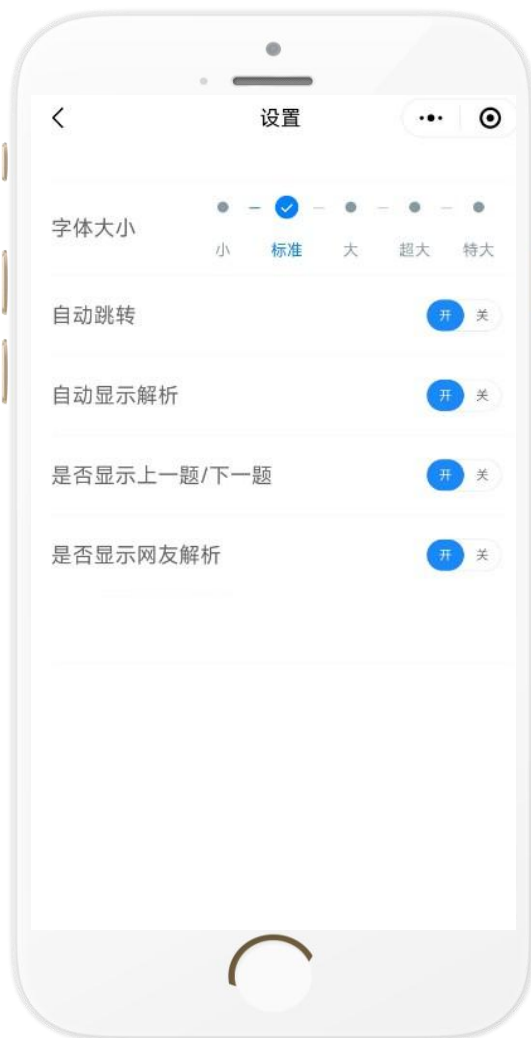 设置
字体大小
小 标准 大 超大 特大
自动跳转 开 关
自动显示解析 开 关
是否显示上一题/下一题 开 关
是否显示网友解析 开 关